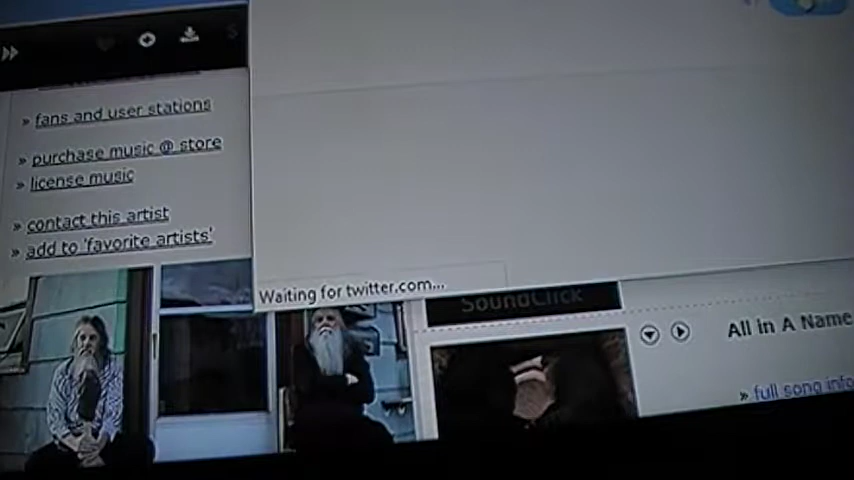 » fans and user stations
» purchase music @ store
» license music
» contact this artist
» add to 'favorite artists'
Waiting for twitter.com...
SoundClick
All in A Name
» full song info